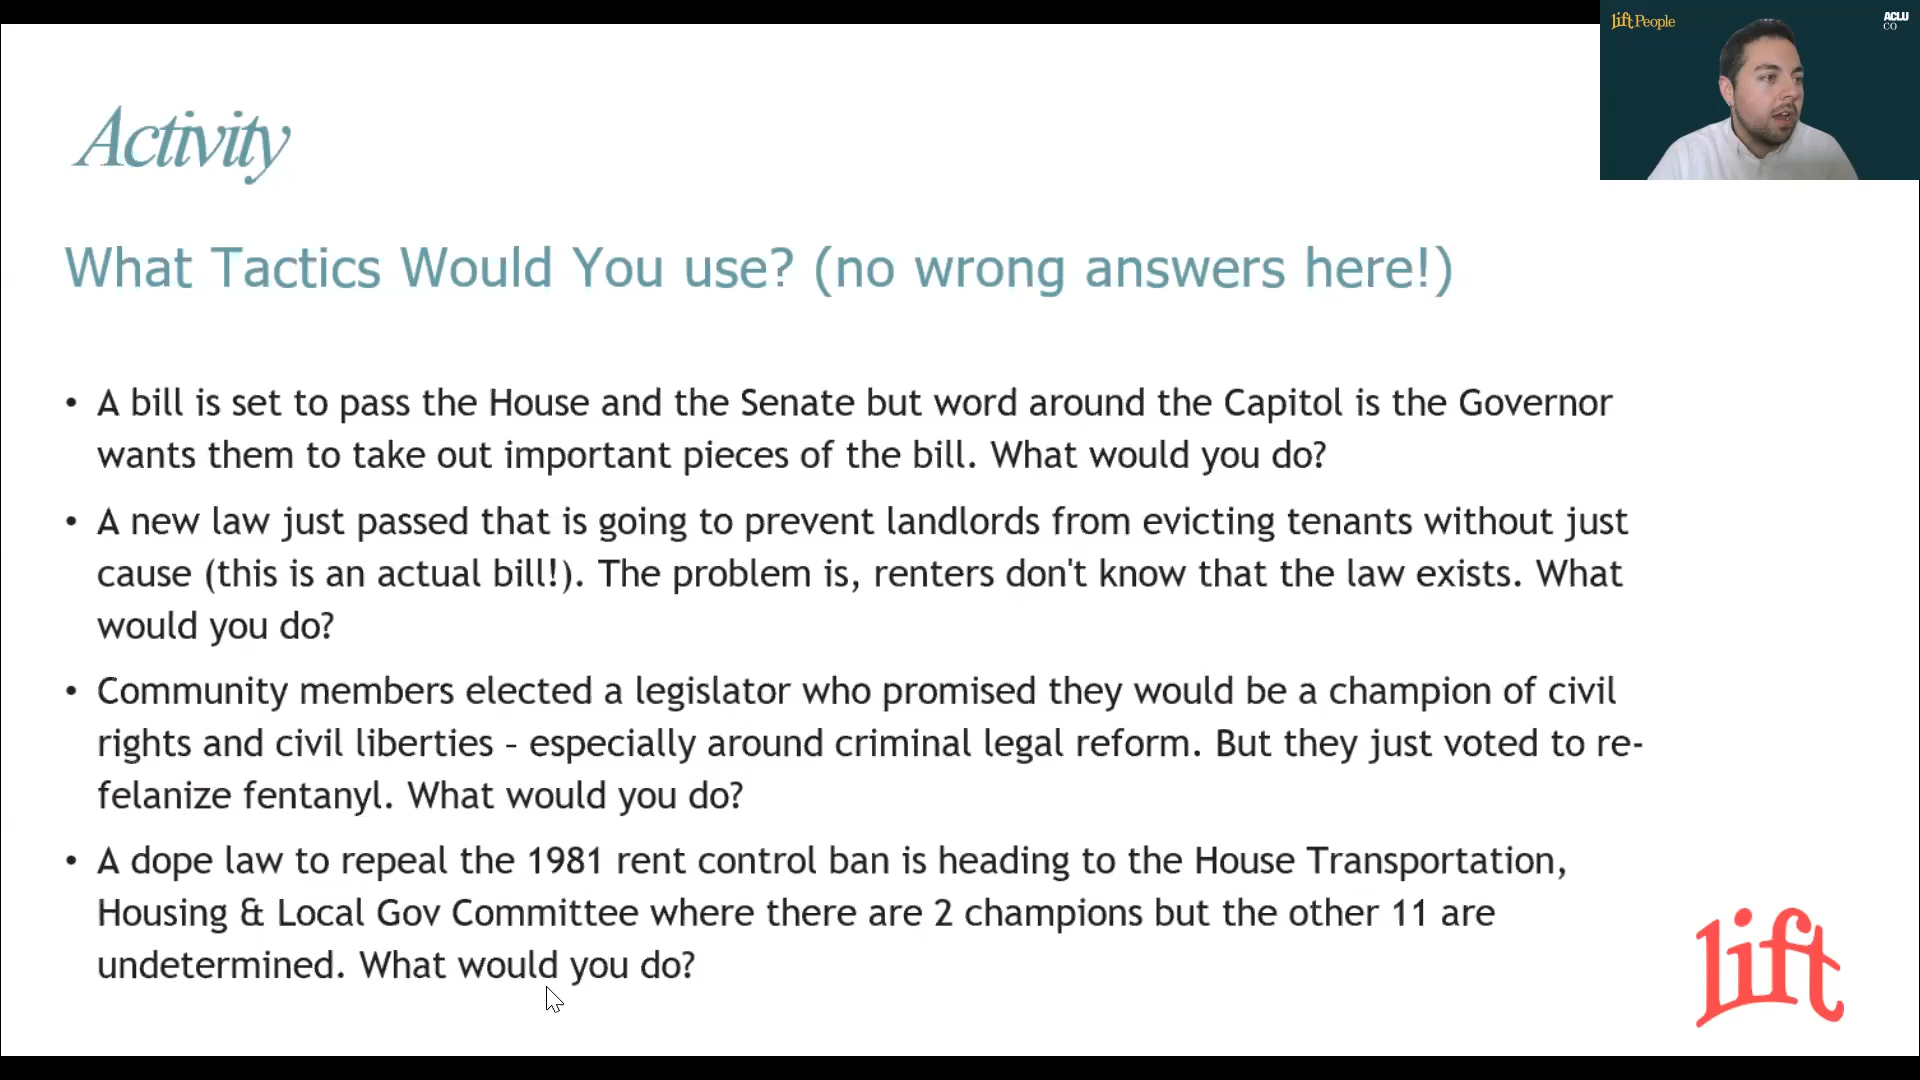 lift People
ACLU
CO
Activity
What Tactics Would You use? (no wrong answers here!)
• A bill is set to pass the House and the Senate but word around the Capitol is the Governor
wants them to take out important pieces of the bill. What would you do?
• A new law just passed that is going to prevent landlords from evicting tenants without just
cause (this is an actual bill!). The problem is, renters don't know that the law exists. What
would you do?
• Community members elected a legislator who promised they would be a champion of civil
rights and civil liberties – especially around criminal legal reform. But they just voted to re-
felanize fentanyl. What would you do?
• A dope law to repeal the 1981 rent control ban is heading to the House Transportation,
Housing & Local Gov Committee where there are 2 champions but the other 11 are
undetermined. What would you do?
lift